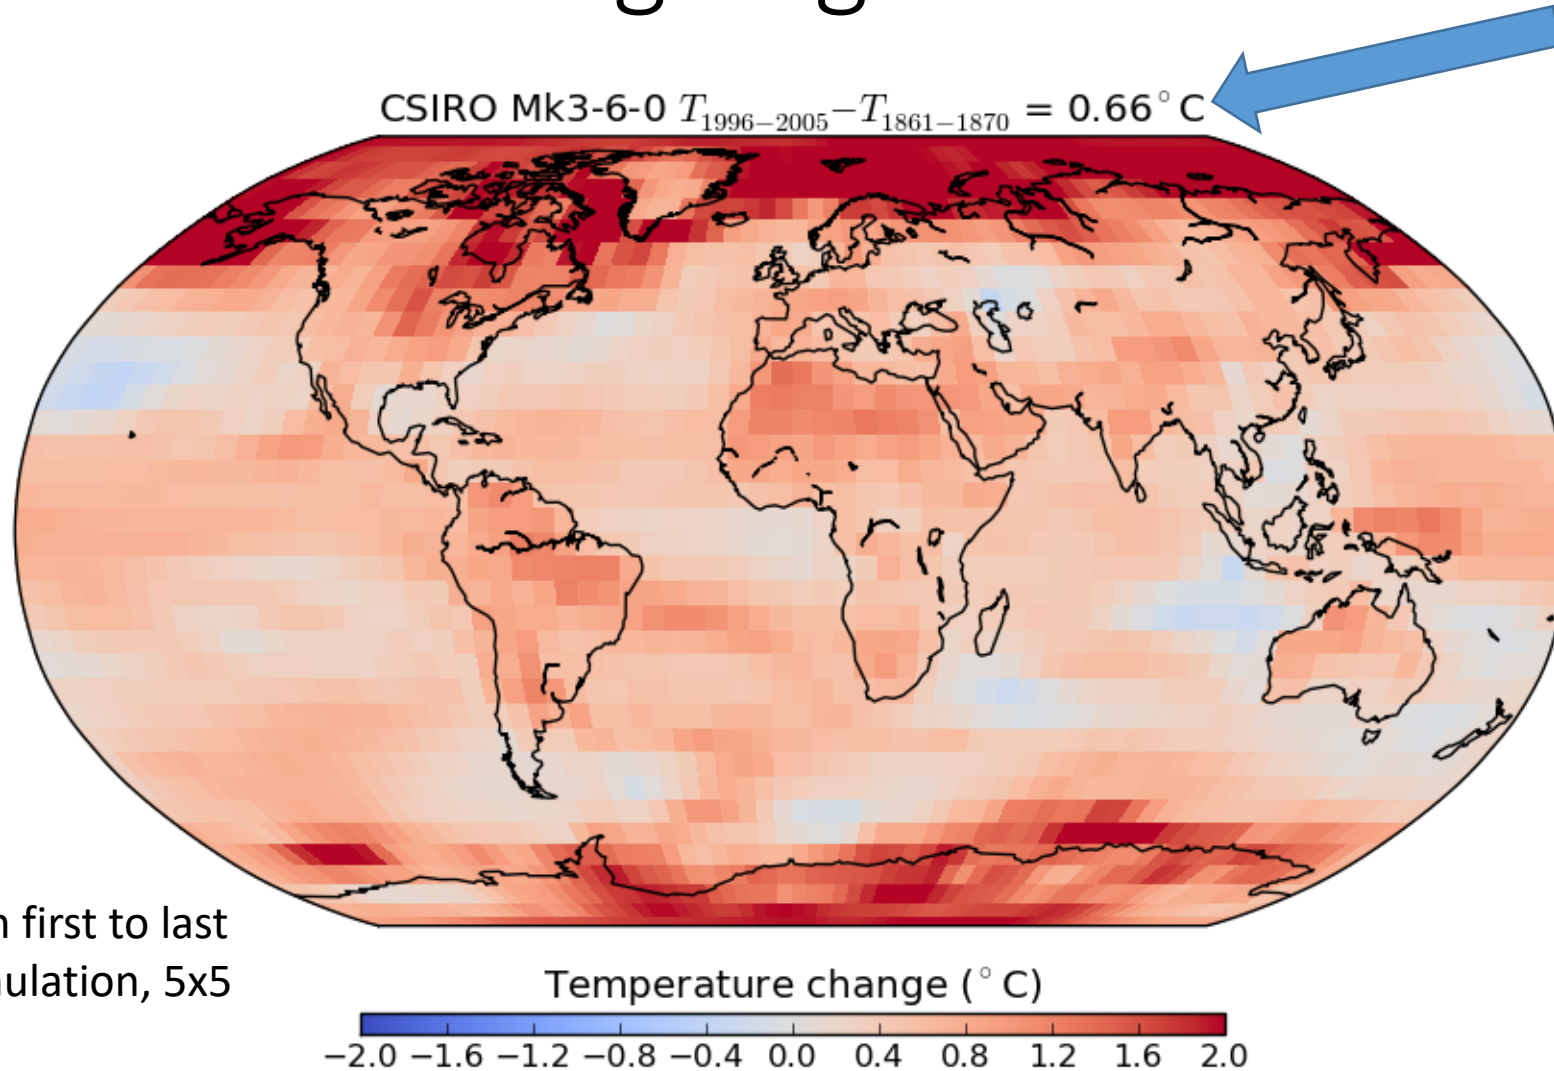 CSIRO Mk3-6-0 T1996−2005−T1861−1870 = 0.66°C
first to last
5x5
Temperature change (°C)
−2.0 −1.6 −1.2 −0.8 −0.4 0.0 0.4 0.8 1.2 1.6 2.0